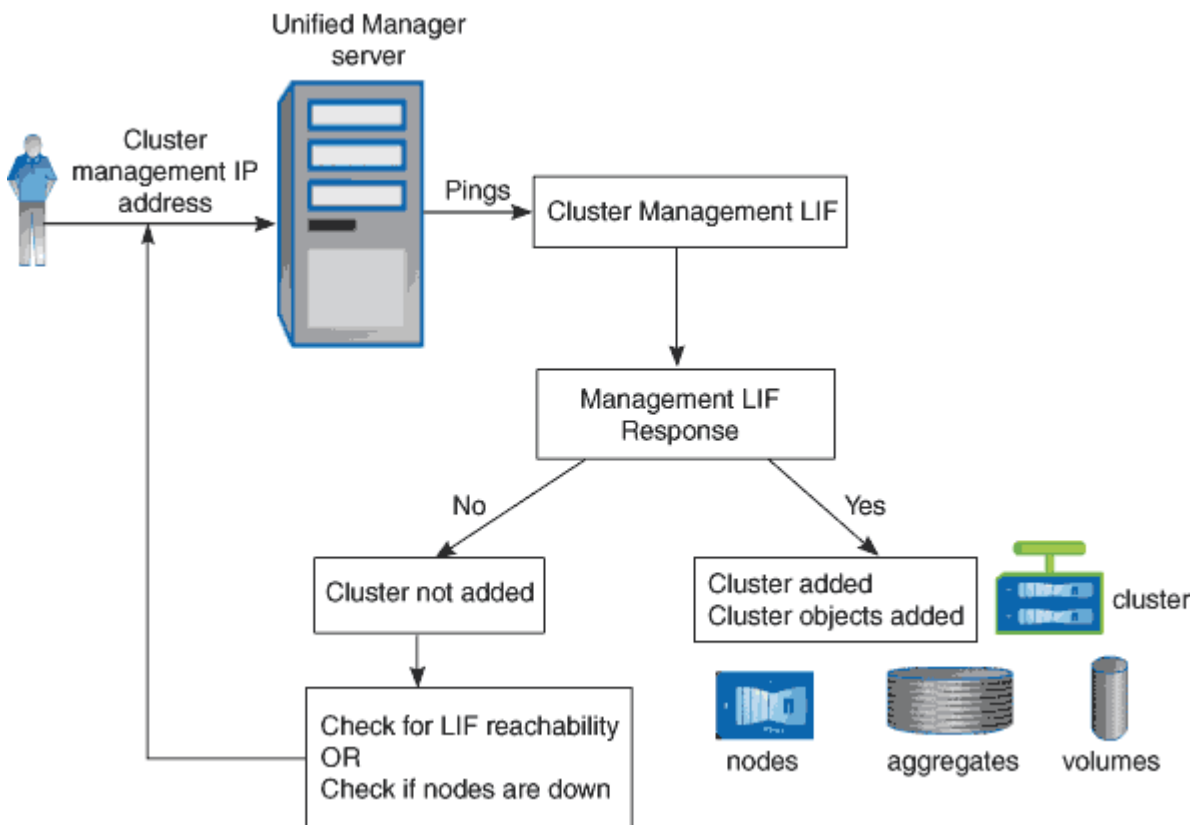 Unified Manager
server
Cluster
management IP
address
Pings
Cluster Management LIF
Management LIF
Response
No
Yes
Cluster not added
Cluster added
Cluster objects added
cluster
Check for LIF reachability
OR
Check if nodes are down
nodes
aggregates
volumes